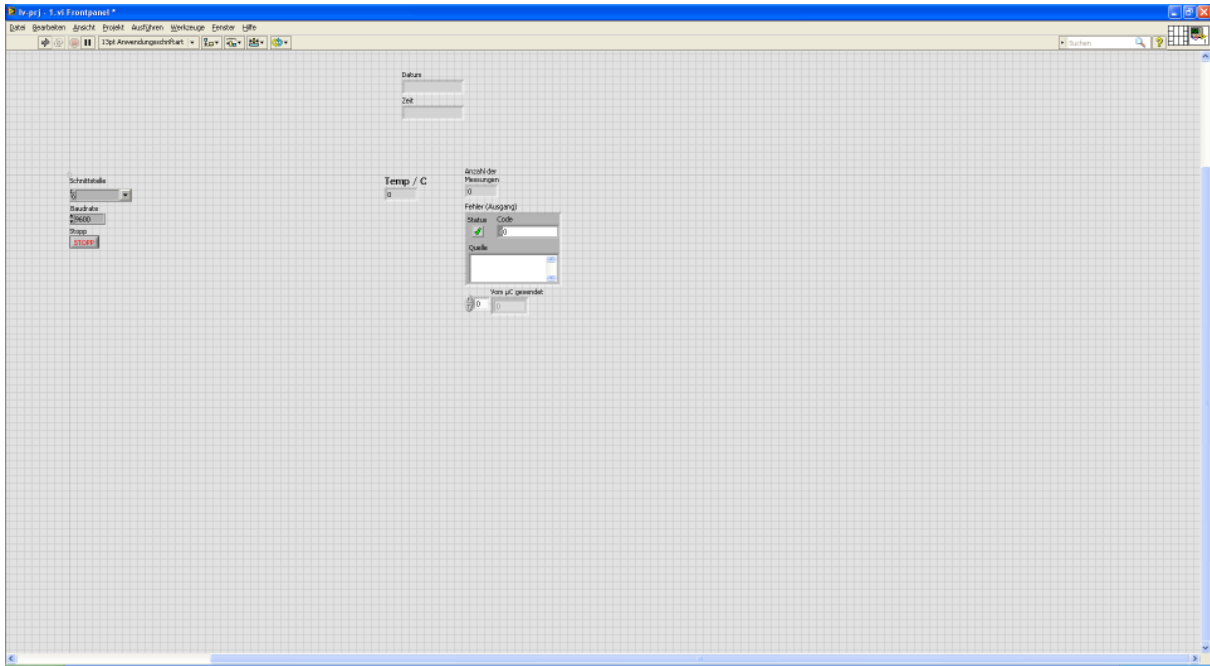 lv-prj - 1.vi Frontpanel *
Datei Bearbeiten Ansicht Projekt Ausführen Werkzeuge Fenster Hilfe
13pt Anwendungsschriftart
Suchen
Datum
Zeit
Schnittstelle
Baudrate
9600
Stopp
STOPP
Temp / C
0
Anzahl der
Messungen
0
Fehler (Ausgang)
Status Code
0
Quelle
Vom µC gesendet
0 0